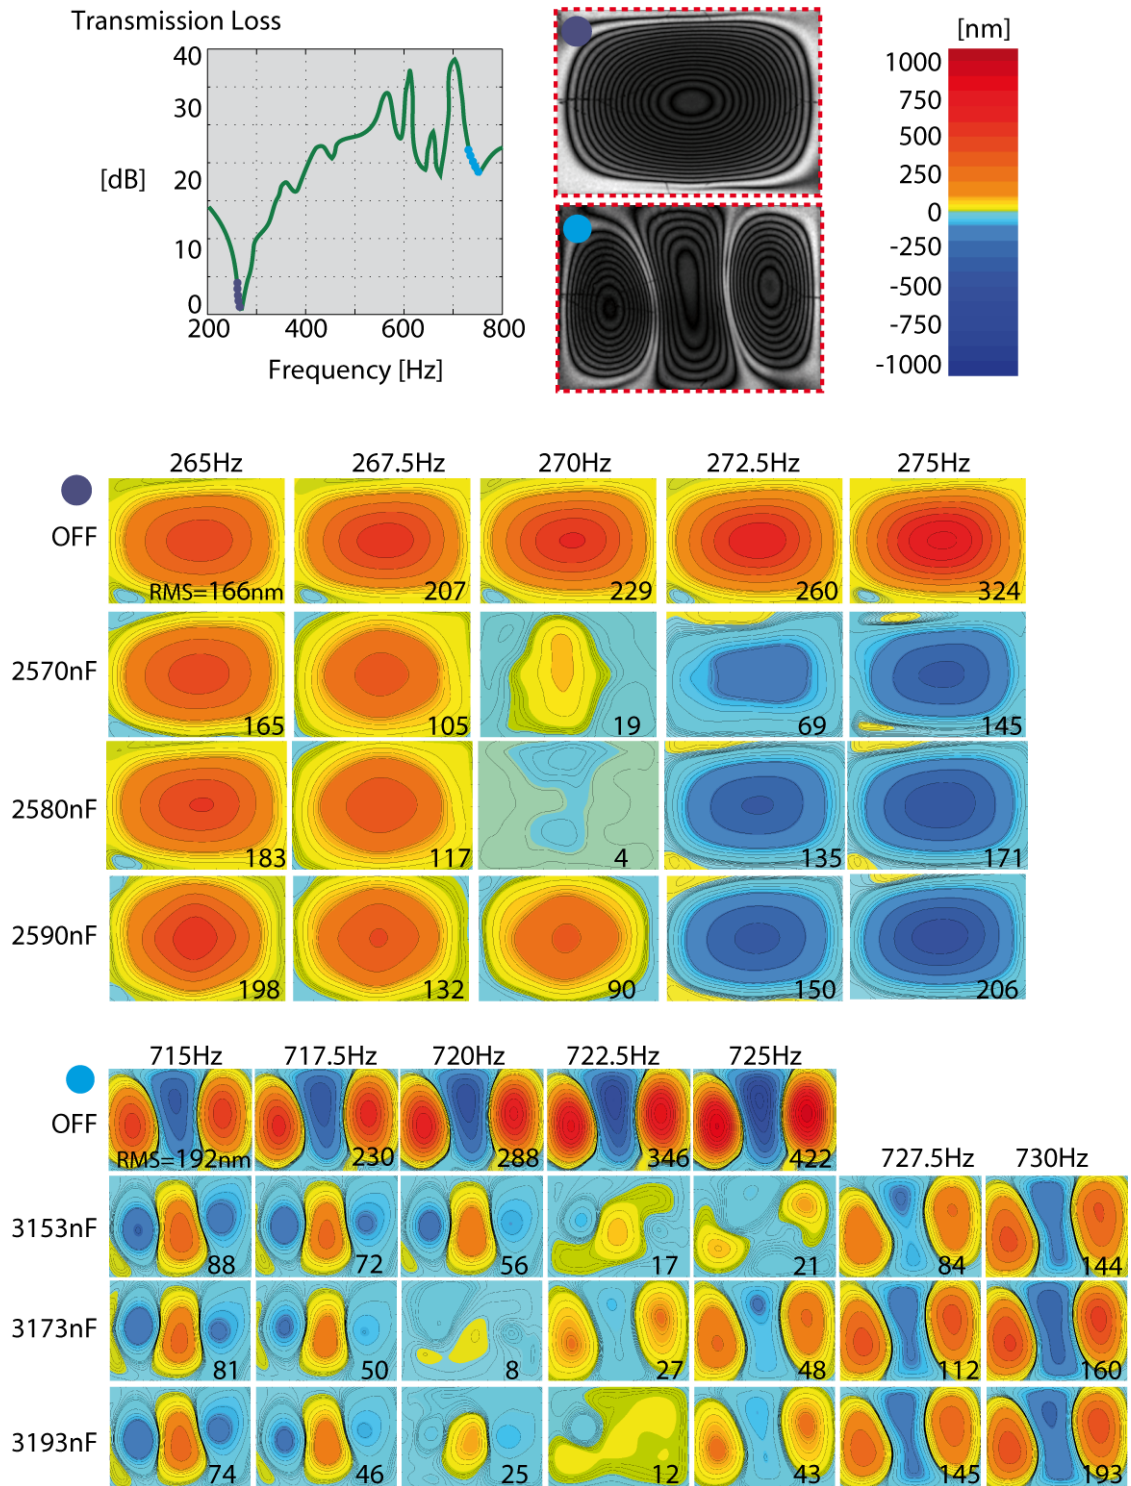 Transmission Loss
[nm]
40
30
[dB]
20
10
0
200 400 600 800
Frequency [Hz]
1000
750
500
250
0
-250
-500
-750
-1000
265Hz 267.5Hz 270Hz 272.5Hz 275Hz
OFF
RMS=166nm 207 229 260 324
2570nF
165 105 19 69 145
2580nF
183 117 4 135 171
2590nF
198 132 90 150 206
715Hz 717.5Hz 720Hz 722.5Hz 725Hz
OFF
RMS=192nm 230 288 346 422
727.5Hz 730Hz
3153nF
88 72 56 17 21 84 144
3173nF
81 50 8 27 48 112 160
3193nF
74 46 25 12 43 145 193